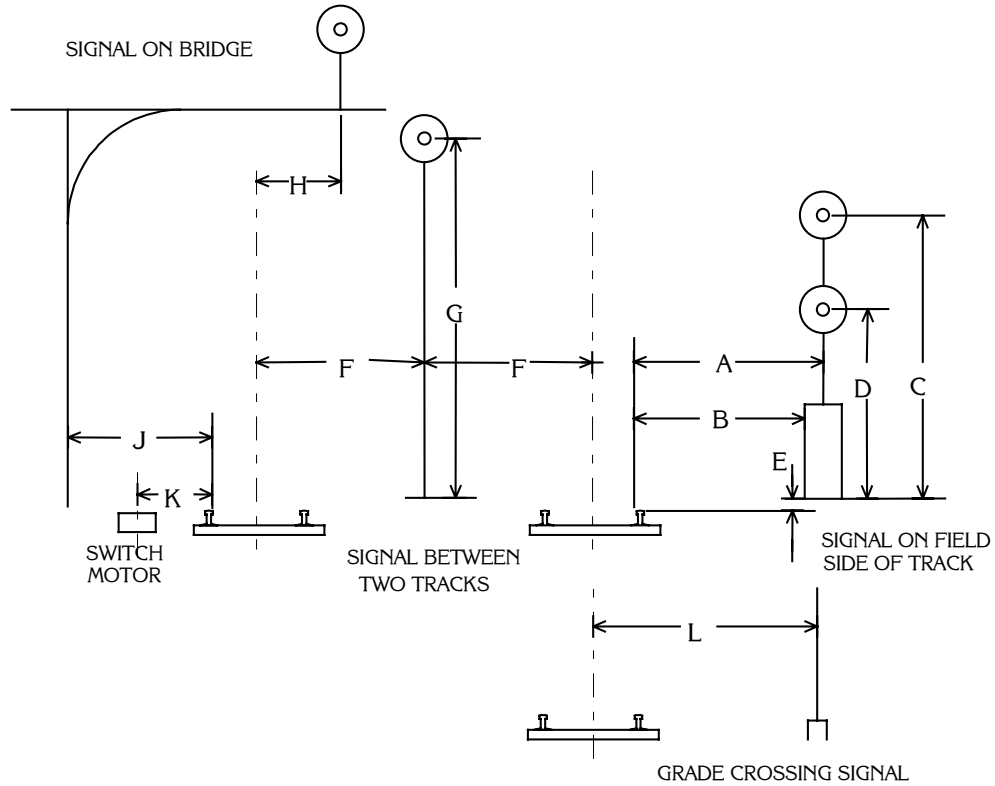 SIGNAL ON BRIDGE
H
G
F
F
A
D
C
B
J
E
K
SWITCH
MOTOR
SIGNAL BETWEEN
TWO TRACKS
SIGNAL ON FIELD
SIDE OF TRACK
L
GRADE CROSSING SIGNAL